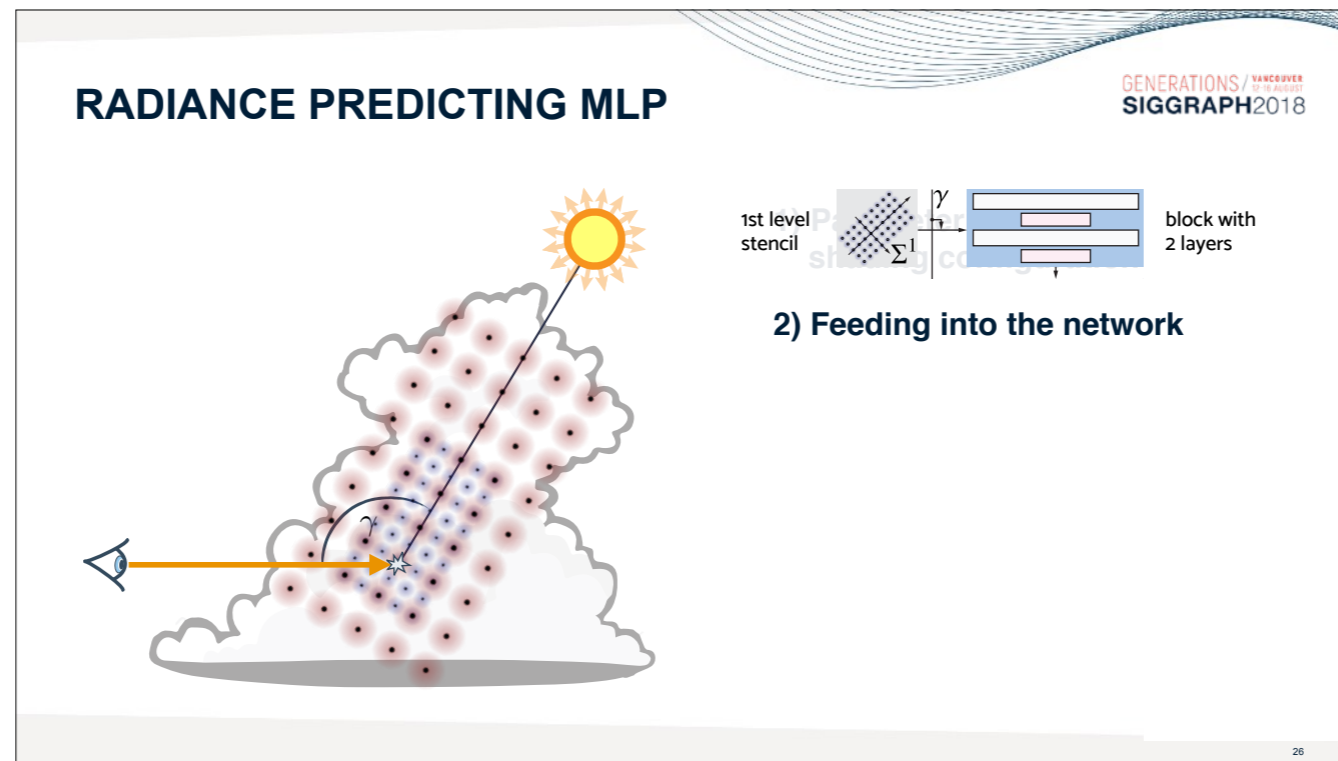 GENERATIONS / VANCOUVER
12-16 AUGUST
SIGGRAPH2018
RADIANCE PREDICTING MLP
1st level
stencil
γ
Σ¹
block with
2 layers
2) Feeding into the network
γ
26